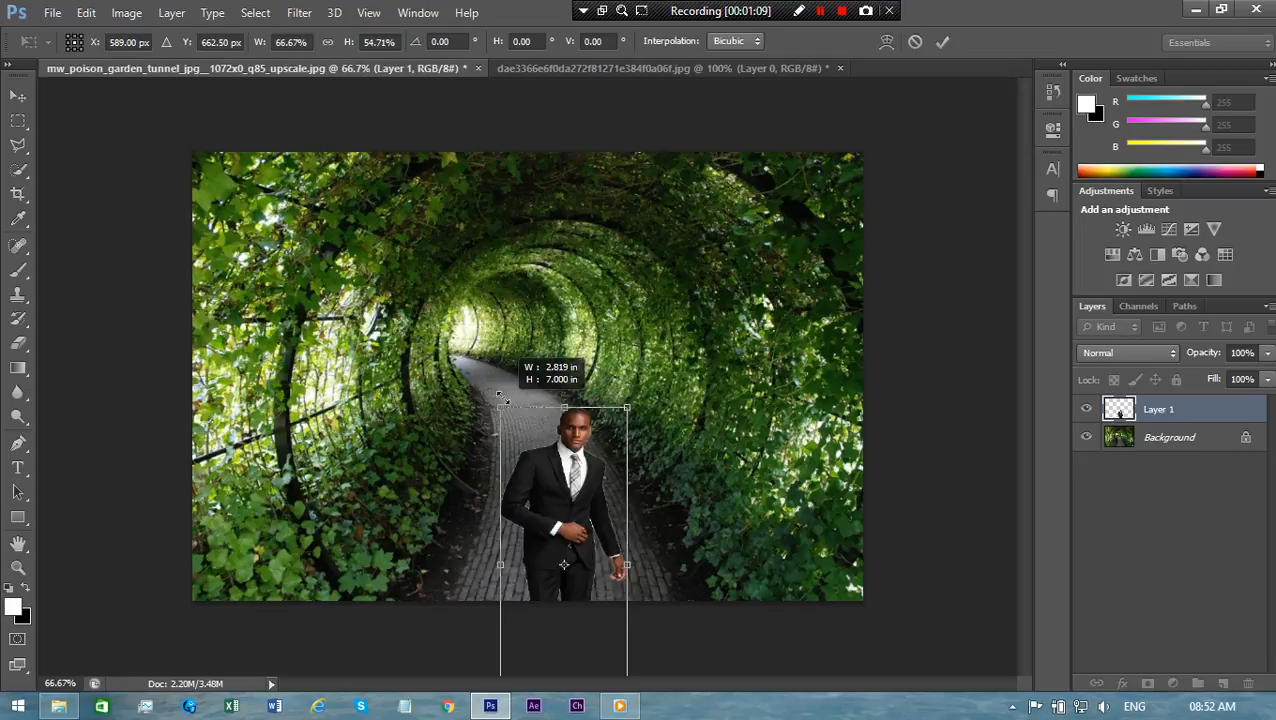 Ps File Edit Image Layer Type Select Filter 3D View Window Help
Recording [00:01:09]
X: 589.00 px Y: 662.50 px W: 66.67% H: 54.71% 0.00 ° H: 0.00 ° V: 0.00 ° Interpolation: Bicubic Essentials
mw_poison_garden_tunnel_jpg__1072x0_q85_upscale.jpg @ 66.7% (Layer 1, RGB/8#) * × dae3366e6f0da272f81271e384f0a06f.jpg @ 100% (Layer 0, RGB/8#) * ×
Color Swatches
R 255
G 255
B 255
Adjustments Styles
Add an adjustment
Layers Channels Paths
Kind
Normal Opacity: 100%
Lock: Fill: 100%
Layer 1
Background
W : 2.819 in
H : 7.000 in
66.67% Doc: 2.20M/3.48M
Ps Ae Ch ENG 08:52 AM